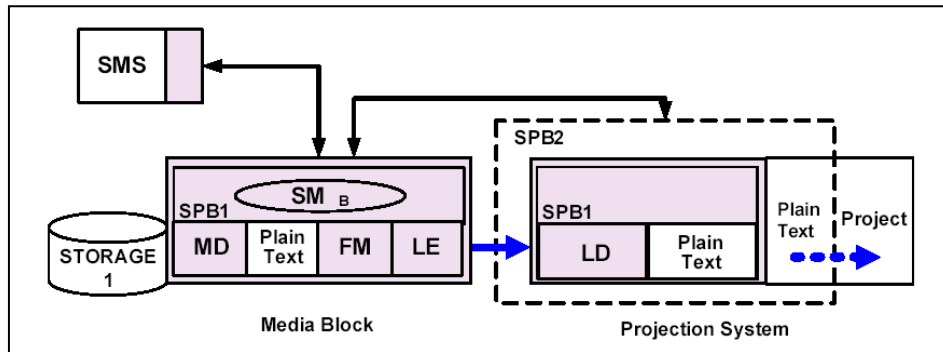 SMS
SPB2
SM B
SPB1
MD
Plain
Text
FM
LE
STORAGE
1
SPB1
LD
Plain
Text
Plain
Text
Project
Media Block
Projection System